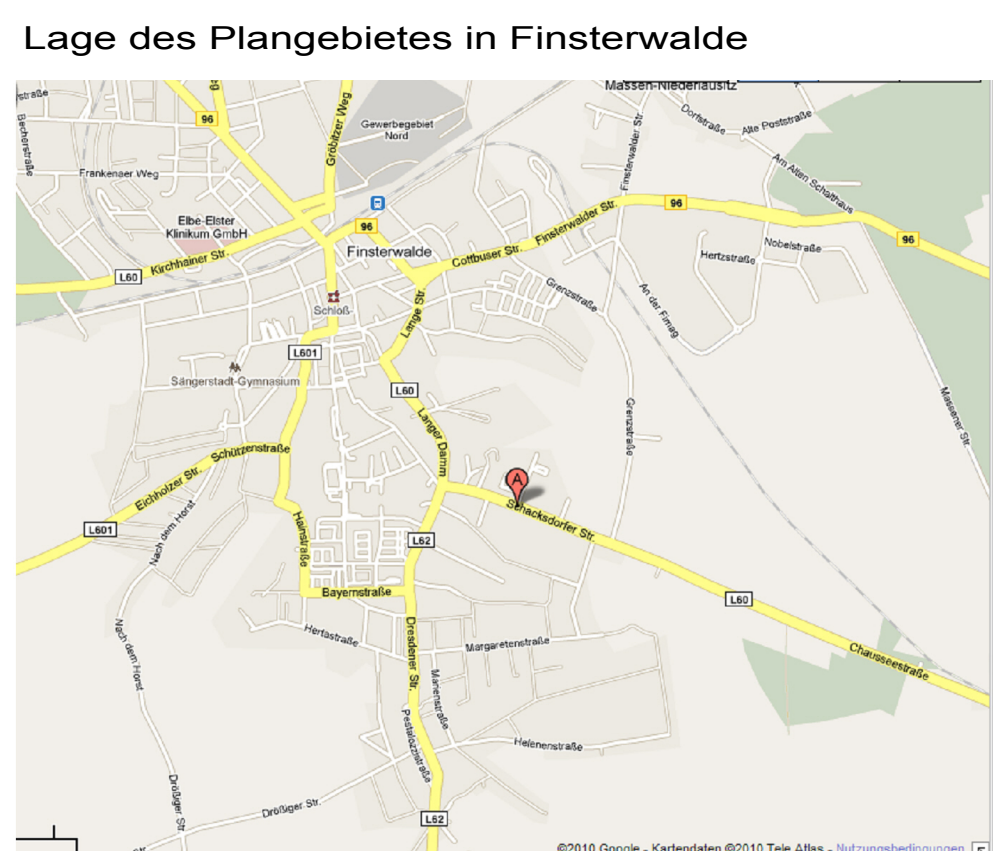 Lage des Plangebietes in Finsterwalde
Massen-Niederlausitz
straße
Becherstraße
96
Gröbitzer Weg
Gewerbegebiet
Nord
Finsterwalder Str.
Dorfstraße
Alte Poststraße
Am Alten Schalthaus
Frankenaer Weg
Elbe-Elster
Klinikum GmbH
96
Finsterwalde
Cottbuser Str.
Finsterwalder Str.
96
96
Nobelstraße
Hertzstraße
L60
Kirchhainer Str.
Schloß
Lange Str.
Grenzstraße
An der Fimag
L601
Sängerstadt-Gymnasium
L60
Langer Damm
Grenzstraße
Massener Str.
Schützenstraße
Eichholzer Str.
L601
Nach dem Horst
Hainstraße
A
Schacksdorfer Str.
L62
Bayernstraße
L60
Nach dem Horst
Hertastraße
Dresdener Str.
Margaretenstraße
Chausseestraße
Marienstraße
Pestalozzistraße
Helenenstraße
Drößiger Str.
Drößiger Str.
L62
©2010 Google - Kartendaten ©2010 Tele Atlas - Nutzungsbedingungen